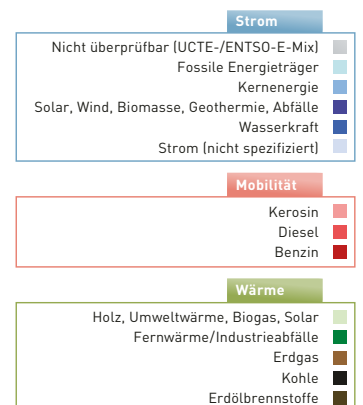 Strom
Nicht überprüfbar (UCTE-/ENTSO-E-Mix)
Fossile Energieträger
Kernenergie
Solar, Wind, Biomasse, Geothermie, Abfälle
Wasserkraft
Strom (nicht spezifiziert)
Mobilität
Kerosin
Diesel
Benzin
Wärme
Holz, Umweltwärme, Biogas, Solar
Fernwärme/Industrieabfälle
Erdgas
Kohle
Erdölbrennstoffe